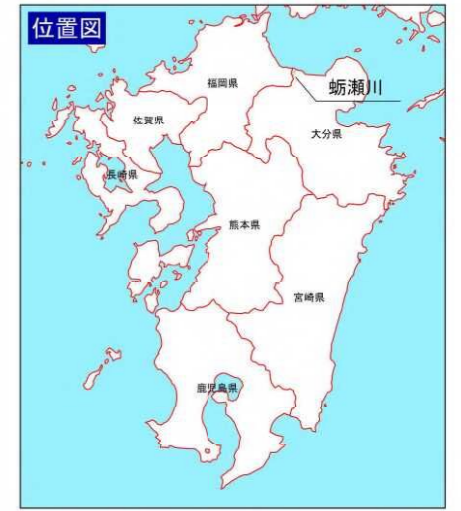 位置図
福岡県
蛎瀬川
佐賀県
大分県
長崎県
熊本県
宮崎県
鹿児島県